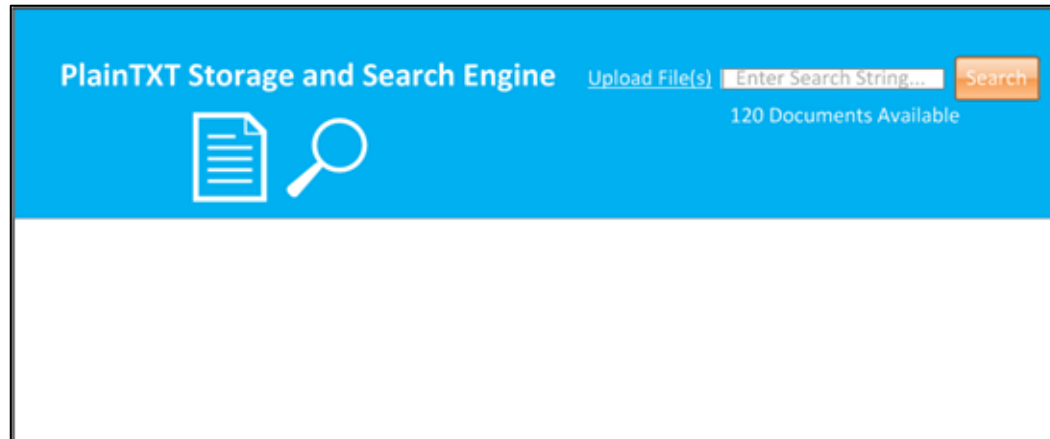 PlainTXT Storage and Search Engine
Upload File(s) Enter Search String... Search
120 Documents Available